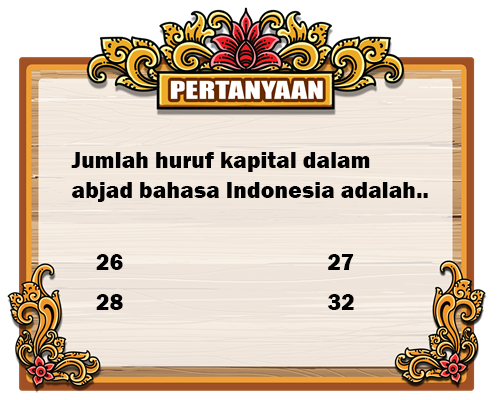 PERTANYAAN
Jumlah huruf kapital dalam
abjad bahasa Indonesia adalah..
26 27
28 32